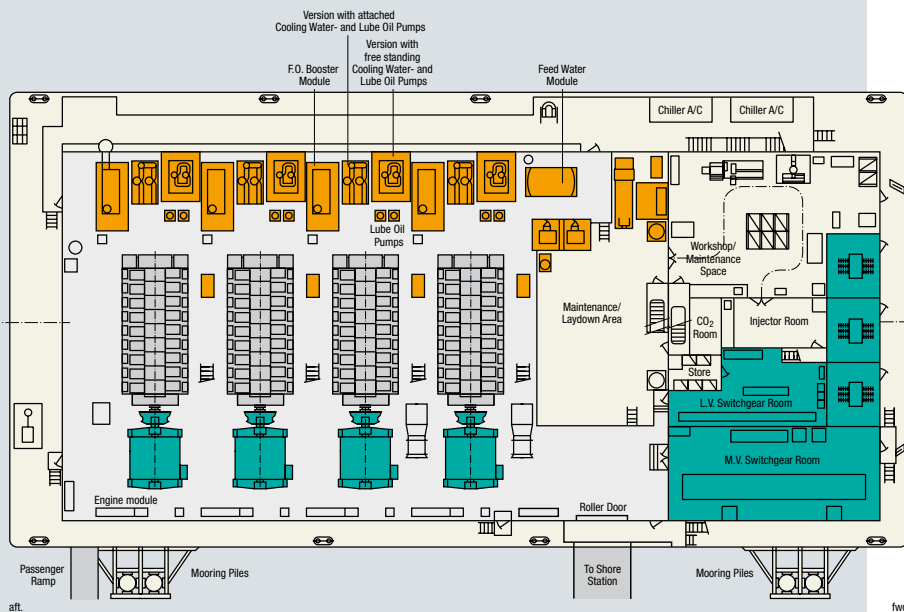 Version with attached
Cooling Water- and Lube Oil Pumps
Version with
free standing
Cooling Water- and
Lube Oil Pumps
F.O. Booster
Module
Feed Water
Module
Chiller A/C
Chiller A/C
Lube Oil
Pumps
Workshop/
Maintenance
Space
Maintenance/
Laydown Area
CO2
Room
Injector Room
Store
L.V. Switchgear Room
M.V. Switchgear Room
Engine module
Roller Door
Passenger
Ramp
Mooring Piles
To Shore
Station
Mooring Piles
aft.